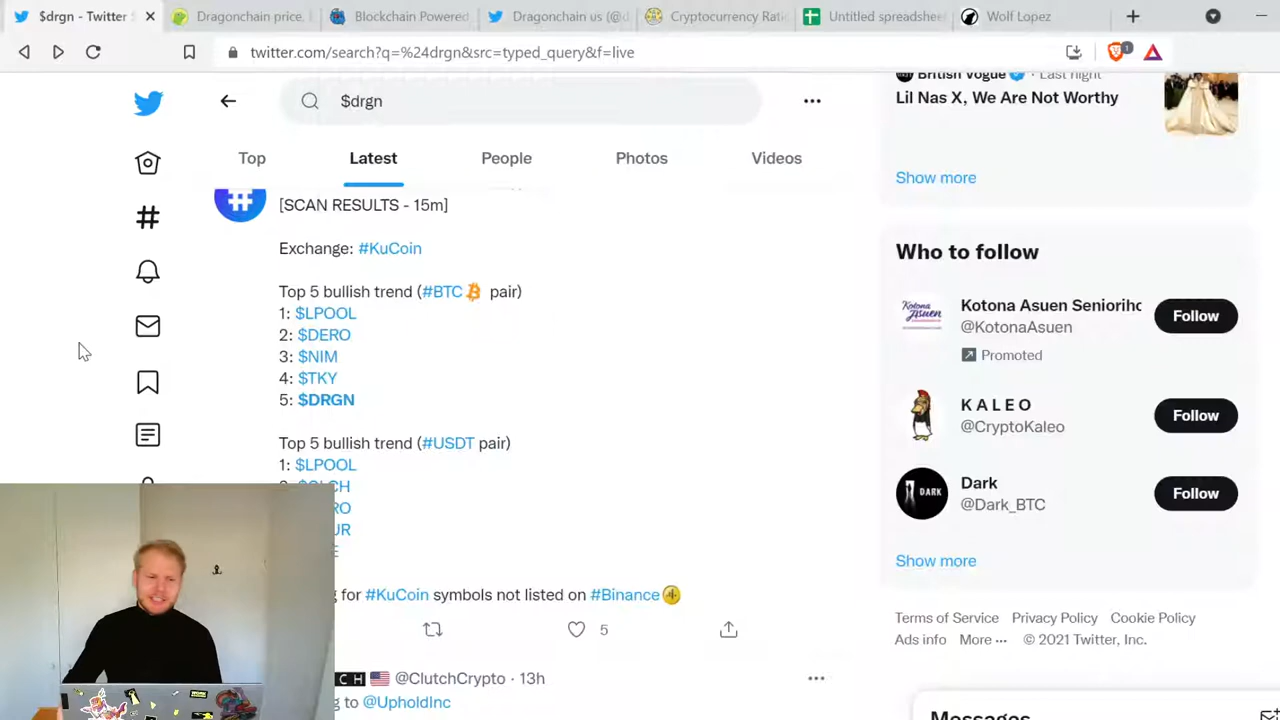 $drgn - Twitter
Dragonchain price,
Blockchain Powered
Dragonchain us (@d
Cryptocurrency Rati
Untitled spreadshee
Wolf Lopez
twitter.com/search?q=%24drgn&src=typed_query&f=live
1
$drgn
Top
Latest
People
Photos
Videos
[SCAN RESULTS - 15m]
Exchange: #KuCoin
Top 5 bullish trend (#BTC pair)
1: $LPOOL
2: $DERO
3: $NIM
4: $TKY
5: $DRGN
Top 5 bullish trend (#USDT pair)
1: $LPOOL
for #KuCoin symbols not listed on #Binance
5
C H @ClutchCrypto · 13h
to @UpholdInc
British Vogue · Last night
Lil Nas X, We Are Not Worthy
Show more
Who to follow
Kotona Asuen Seniorihc
@KotonaAsuen
Follow
Promoted
K A L E O
@CryptoKaleo
Follow
DARK
Dark
@Dark_BTC
Follow
Show more
Terms of Service Privacy Policy Cookie Policy
Ads info More ··· © 2021 Twitter, Inc.
Messages